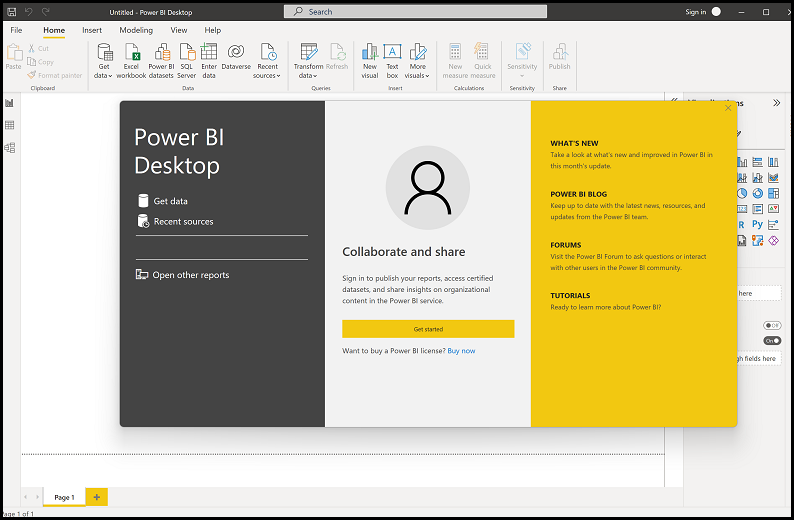 Untitled - Power BI Desktop
Search
Sign in
File Home Insert Modeling View Help
Paste
Cut
Copy
Format painter
Get data
Excel workbook
Power BI datasets
SQL Server
Enter data
Dataverse
Recent sources
Transform data
Refresh
New visual
Text box
More visuals
New measure
Quick measure
Sensitivity
Publish
Clipboard
Data
Queries
Insert
Calculations
Sensitivity
Share
Power BI
Desktop
Get data
Recent sources
Open other reports
Collaborate and share
Sign in to publish your reports, access certified
datasets, and share insights on organizational
content in the Power BI service.
Get started
Want to buy a Power BI license? Buy now
WHAT'S NEW
Take a look at what's new and improved in Power BI in
this month's update.
POWER BI BLOG
Keep up to date with the latest news, resources, and
updates from the Power BI team.
FORUMS
Visit the Power BI Forum to ask questions or interact
with other users in the Power BI community.
TUTORIALS
Ready to learn more about Power BI?
R Py
here
Off
On
fields here
Page 1
Page 1 of 1